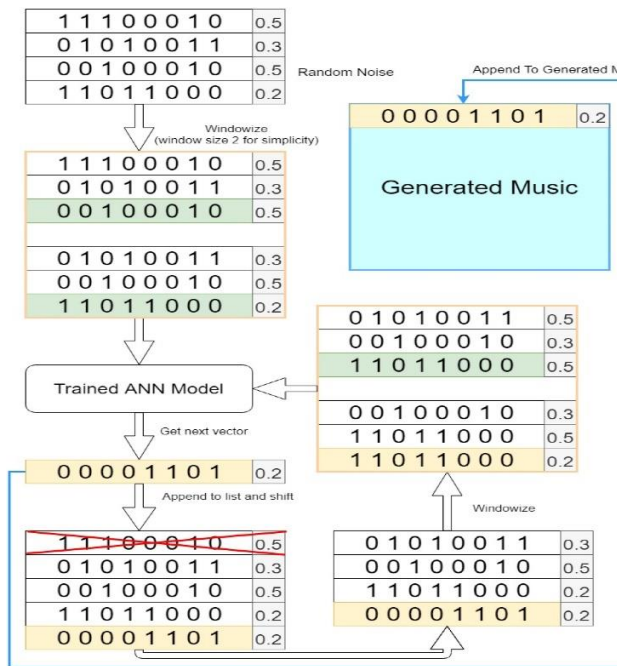 1 1 1 0 0 0 1 0 0.5
0 1 0 1 0 0 1 1 0.3
0 0 1 0 0 0 1 0 0.5
1 1 0 1 1 0 0 0 0.2
Random Noise
Append To Generated M
0 0 0 0 1 1 0 1 0.2
Generated Music
Windowize
(window size 2 for simplicity)
1 1 1 0 0 0 1 0 0.5
0 1 0 1 0 0 1 1 0.3
0 0 1 0 0 0 1 0 0.5
0 1 0 1 0 0 1 1 0.3
0 0 1 0 0 0 1 0 0.5
1 1 0 1 1 0 0 0 0.2
Trained ANN Model
Get next vector
0 0 0 0 1 1 0 1 0.2
Append to list and shift
1 1 1 0 0 0 1 0 0.5
0 1 0 1 0 0 1 1 0.3
0 0 1 0 0 0 1 0 0.5
1 1 0 1 1 0 0 0 0.2
0 0 0 0 1 1 0 1 0.2
0 1 0 1 0 0 1 1 0.3
0 0 1 0 0 0 1 0 0.5
1 1 0 1 1 0 0 0 0.2
0 0 0 0 1 1 0 1 0.2
Windowize
0 1 0 1 0 0 1 1 0.5
0 0 1 0 0 0 1 0 0.3
1 1 0 1 1 0 0 0 0.5
0 0 1 0 0 0 1 0 0.3
1 1 0 1 1 0 0 0 0.5
1 1 0 1 1 0 0 0 0.2